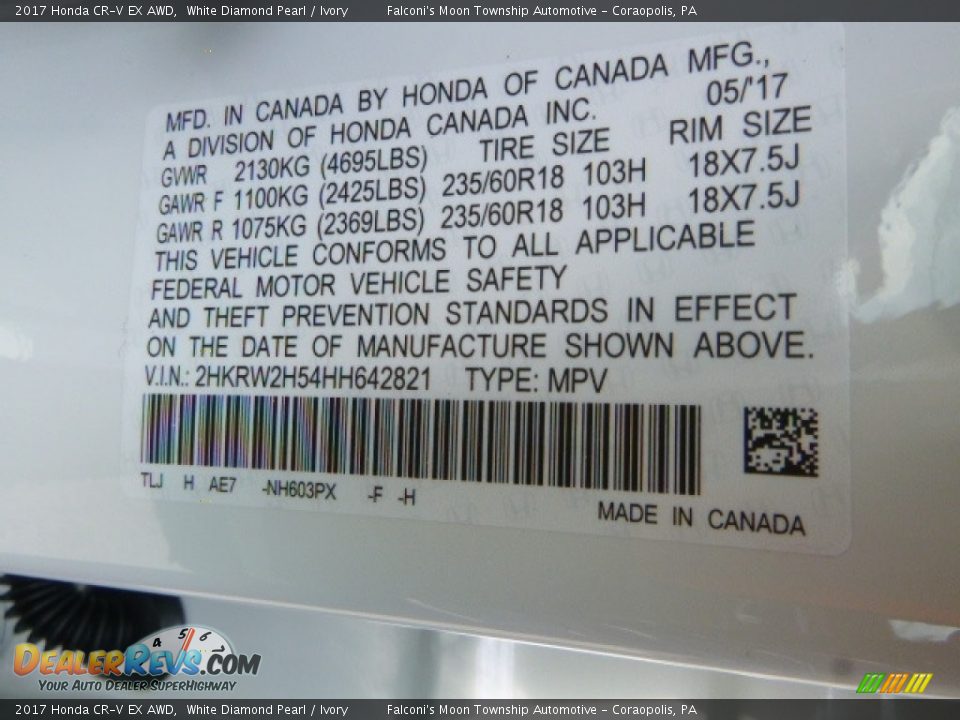 2017 Honda CR-V EX AWD, White Diamond Pearl / Ivory Falconi's Moon Township Automotive - Coraopolis, PA
MFD. IN CANADA BY HONDA OF CANADA MFG.,
A DIVISION OF HONDA CANADA INC. 05/'17
GVWR 2130KG (4695LBS) TIRE SIZE RIM SIZE
GAWR F 1100KG (2425LBS) 235/60R18 103H 18X7.5J
GAWR R 1075KG (2369LBS) 235/60R18 103H 18X7.5J
THIS VEHICLE CONFORMS TO ALL APPLICABLE
FEDERAL MOTOR VEHICLE SAFETY
AND THEFT PREVENTION STANDARDS IN EFFECT
ON THE DATE OF MANUFACTURE SHOWN ABOVE.
V.I.N.: 2HKRW2H54HH642821 TYPE: MPV
TLJ H AE7 -NH603PX -F -H
MADE IN CANADA
4 5 6
DealerRevs.com
Your Auto Dealer SuperHighway
2017 Honda CR-V EX AWD, White Diamond Pearl / Ivory Falconi's Moon Township Automotive - Coraopolis, PA